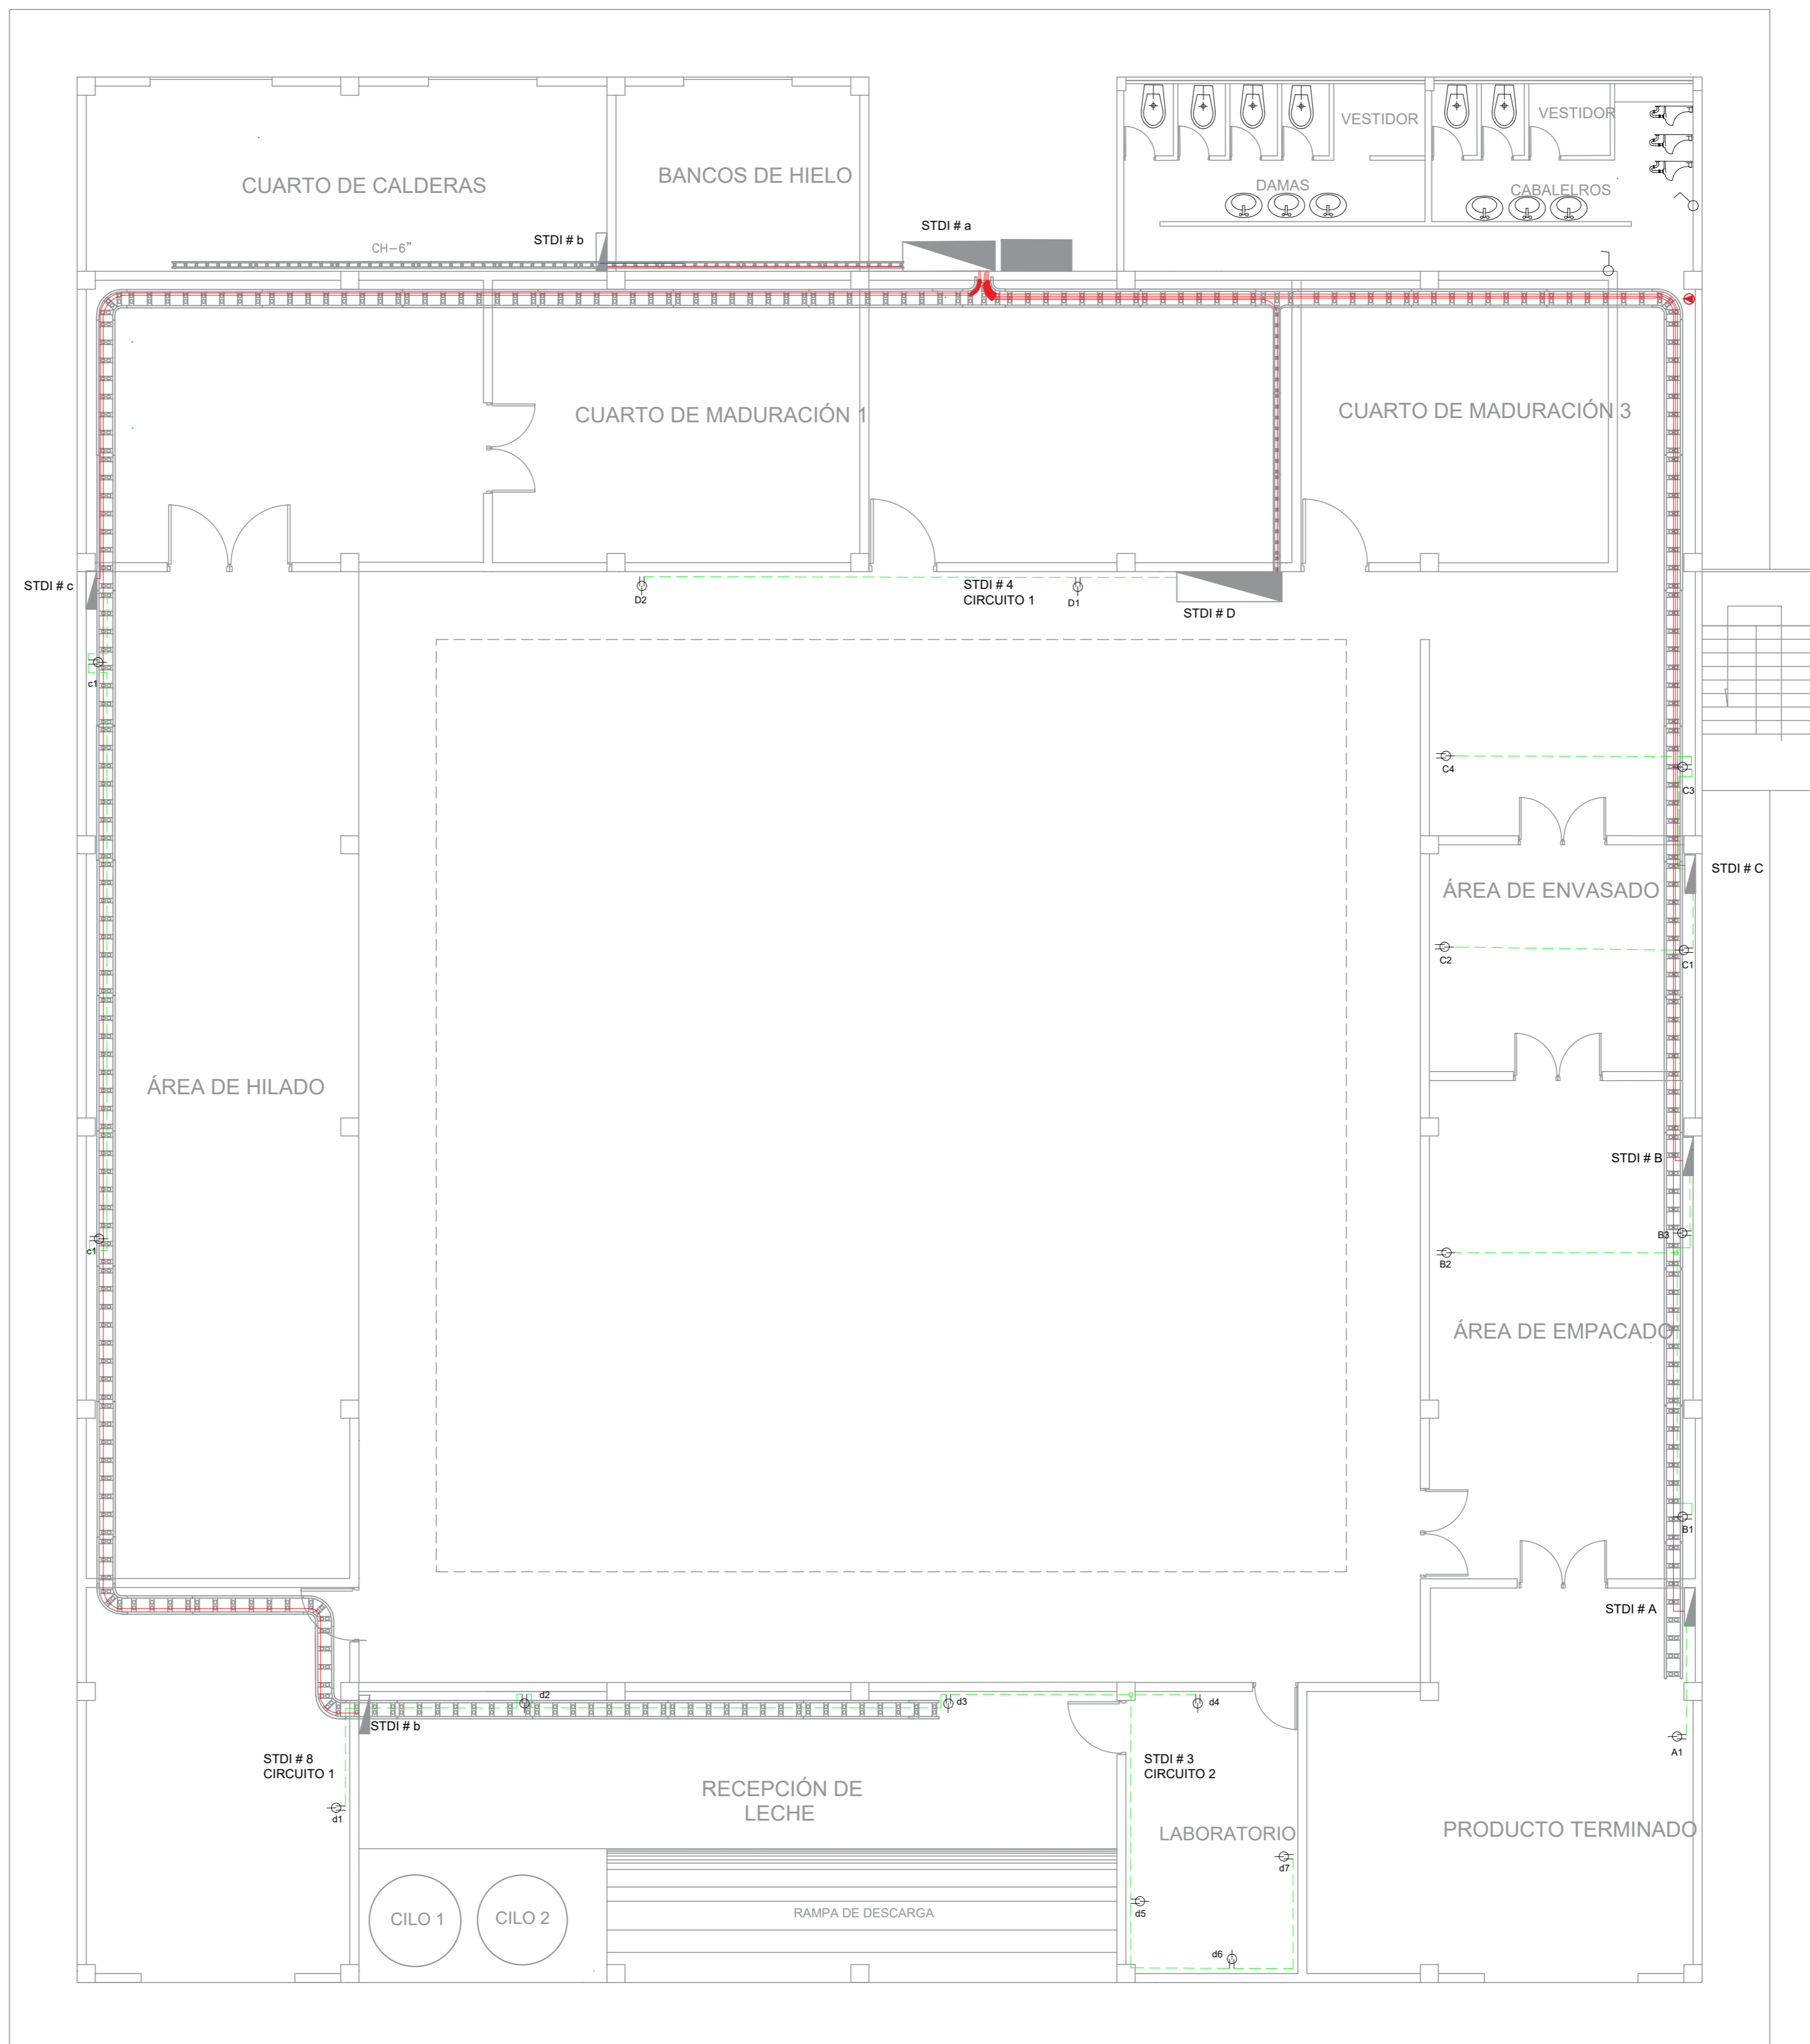 VESTIDOR
VESTIDOR
CUARTO DE CALDERAS
BANCOS DE HIELO
DAMAS
CABALELROS
STDI # a
STDI # b
CH-6"
CUARTO DE MADURACIÓN 1
CUARTO DE MADURACIÓN 3
STDI # c
D2
STDI # 4
CIRCUITO 1
D1
STDI # D
c1
C4
C3
STDI # C
ÁREA DE ENVASADO
C2
C1
ÁREA DE HILADO
STDI # B
c1
B3
B2
ÁREA DE EMPACADO
B1
STDI # A
d2
d3
d4
STDI # b
A1
STDI # 8
CIRCUITO 1
STDI # 3
CIRCUITO 2
RECEPCIÓN DE
LECHE
d1
LABORATORIO
PRODUCTO TERMINADO
d7
CILO 1
CILO 2
RAMPA DE DESCARGA
d5
d6